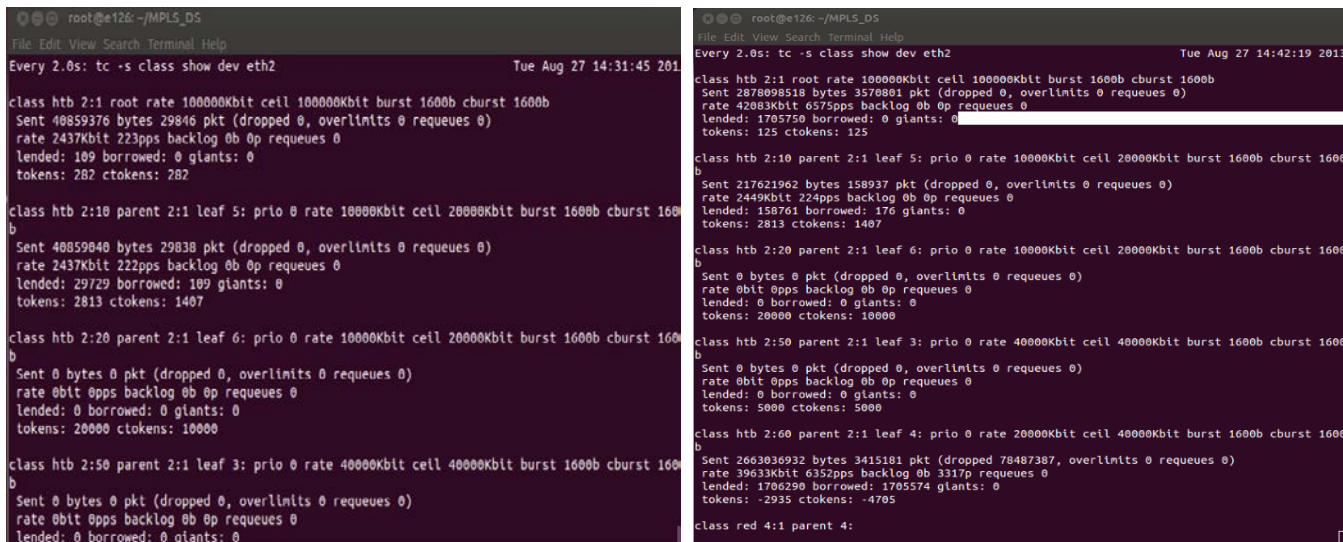 root@e126: ~/MPLS_DS
File Edit View Search Terminal Help
Every 2.0s: tc -s class show dev eth2 Tue Aug 27 14:31:45 201
class htb 2:1 root rate 100000Kbit ceil 100000Kbit burst 1600b cburst 1600b
Sent 40859376 bytes 29846 pkt (dropped 0, overlimits 0 requeues 0)
rate 2437Kbit 223pps backlog 0b 0p requeues 0
lended: 109 borrowed: 0 giants: 0
tokens: 282 ctokens: 282
class htb 2:10 parent 2:1 leaf 5: prio 0 rate 10000Kbit ceil 20000Kbit burst 1600b cburst 160
b
Sent 40859040 bytes 29838 pkt (dropped 0, overlimits 0 requeues 0)
rate 2437Kbit 222pps backlog 0b 0p requeues 0
lended: 29729 borrowed: 109 giants: 0
tokens: 2813 ctokens: 1407
class htb 2:20 parent 2:1 leaf 6: prio 0 rate 10000Kbit ceil 20000Kbit burst 1600b cburst 160
b
Sent 0 bytes 0 pkt (dropped 0, overlimits 0 requeues 0)
rate 0bit 0pps backlog 0b 0p requeues 0
lended: 0 borrowed: 0 giants: 0
tokens: 20000 ctokens: 10000
class htb 2:50 parent 2:1 leaf 3: prio 0 rate 40000Kbit ceil 40000Kbit burst 1600b cburst 160
b
Sent 0 bytes 0 pkt (dropped 0, overlimits 0 requeues 0)
rate 0bit 0pps backlog 0b 0p requeues 0
lended: 0 borrowed: 0 giants: 0
root@e126: ~/MPLS_DS
File Edit View Search Terminal Help
Every 2.0s: tc -s class show dev eth2 Tue Aug 27 14:42:19 2013
class htb 2:1 root rate 100000Kbit ceil 100000Kbit burst 1600b cburst 1600b
Sent 2878098518 bytes 3570801 pkt (dropped 0, overlimits 0 requeues 0)
rate 42083Kbit 6575pps backlog 0b 0p requeues 0
lended: 1705750 borrowed: 0 giants: 0
tokens: 125 ctokens: 125
class htb 2:10 parent 2:1 leaf 5: prio 0 rate 10000Kbit ceil 20000Kbit burst 1600b cburst 1600
b
Sent 217621962 bytes 158937 pkt (dropped 0, overlimits 0 requeues 0)
rate 2449Kbit 224pps backlog 0b 0p requeues 0
lended: 158761 borrowed: 176 giants: 0
tokens: 2813 ctokens: 1407
class htb 2:20 parent 2:1 leaf 6: prio 0 rate 10000Kbit ceil 20000Kbit burst 1600b cburst 1600
b
Sent 0 bytes 0 pkt (dropped 0, overlimits 0 requeues 0)
rate 0bit 0pps backlog 0b 0p requeues 0
lended: 0 borrowed: 0 giants: 0
tokens: 20000 ctokens: 10000
class htb 2:50 parent 2:1 leaf 3: prio 0 rate 40000Kbit ceil 40000Kbit burst 1600b cburst 1600
b
Sent 0 bytes 0 pkt (dropped 0, overlimits 0 requeues 0)
rate 0bit 0pps backlog 0b 0p requeues 0
lended: 0 borrowed: 0 giants: 0
tokens: 5000 ctokens: 5000
class htb 2:60 parent 2:1 leaf 4: prio 0 rate 20000Kbit ceil 40000Kbit burst 1600b cburst 1600
b
Sent 2663036932 bytes 3415181 pkt (dropped 78487387, overlimits 0 requeues 0)
rate 39633Kbit 6352pps backlog 0b 3317p requeues 0
lended: 1706290 borrowed: 1705574 giants: 0
tokens: -2935 ctokens: -4705
class red 4:1 parent 4: